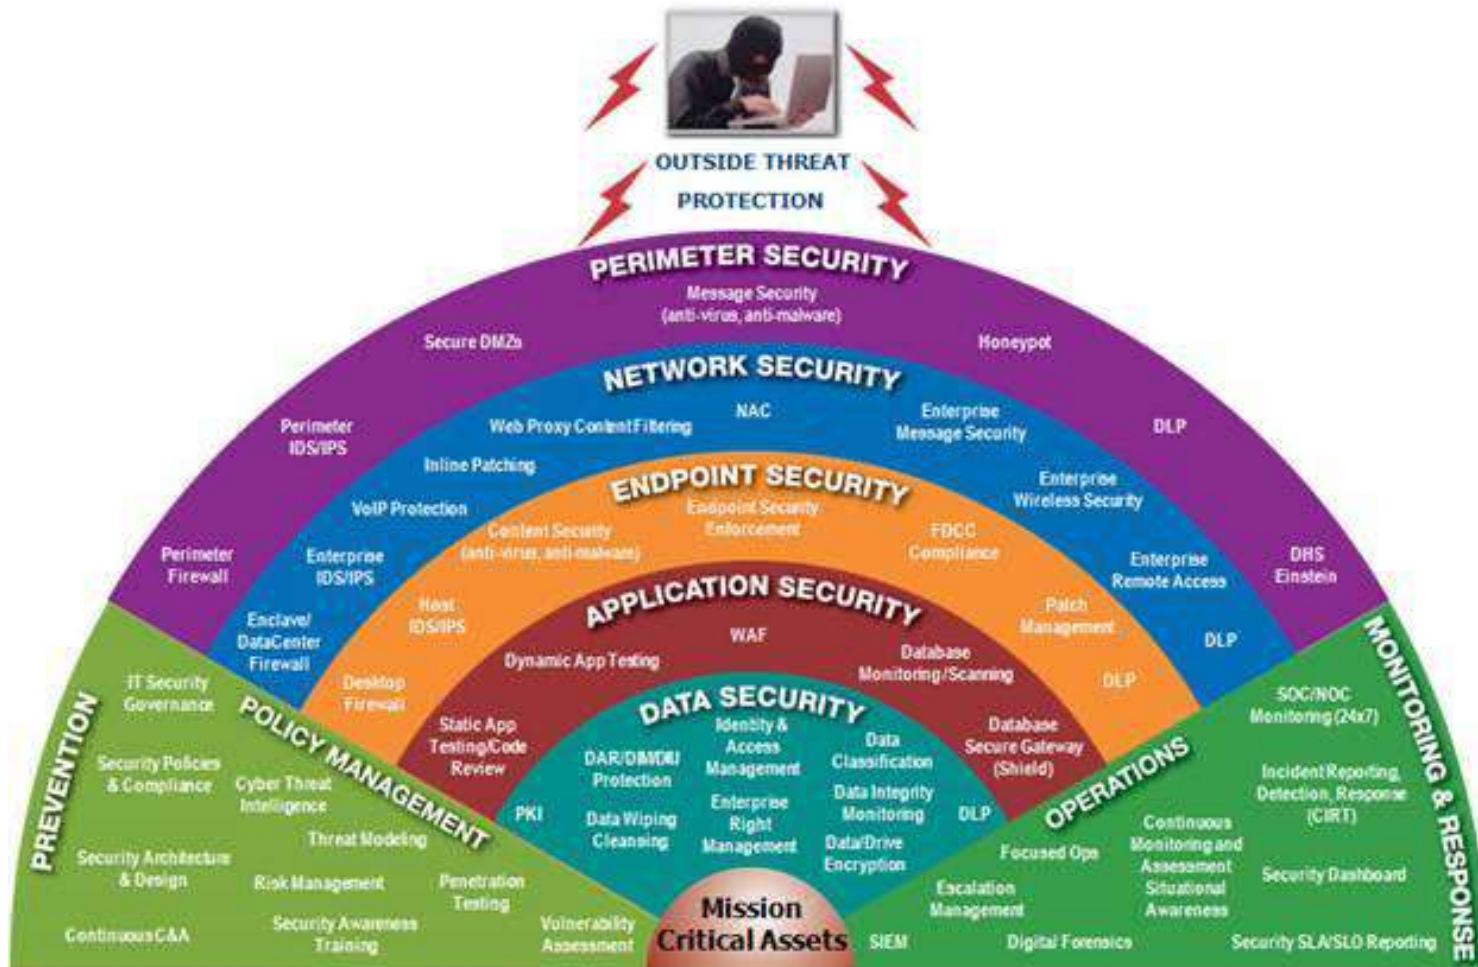 OUTSIDE THREAT
PROTECTION
PERIMETER SECURITY
Message Security
(anti-virus, anti-malware)
Secure DMZs
Honeypot
Perimeter
IDS/IPS
DLP
Perimeter
Firewall
DHS
Einstein
NETWORK SECURITY
NAC
Web Proxy Content Filtering
Enterprise
Message Security
Inline Patching
Enterprise
Wireless Security
VoIP Protection
Enterprise
IDS/IPS
Enterprise
Remote Access
Enclave/
DataCenter
Firewall
DLP
ENDPOINT SECURITY
Endpoint Security
Enforcement
Content Security
(anti-virus, anti-malware)
FDCC
Compliance
Host
IDS/IPS
Patch
Management
Desktop
Firewall
DLP
APPLICATION SECURITY
WAF
Dynamic App Testing
Database
Monitoring/Scanning
Static App
Testing/Code
Review
Database
Secure Gateway
(Shield)
DATA SECURITY
DAR/DIM/DIU
Protection
Identity &
Access
Management
Data
Classification
PKI
Data Wiping
Cleansing
Enterprise
Right
Management
Data Integrity
Monitoring
DLP
Data/Drive
Encryption
PREVENTION
POLICY MANAGEMENT
IT Security
Governance
Security Policies
& Compliance
Cyber Threat
Intelligence
Threat Modeling
Security Architecture
& Design
Risk Management
Penetration
Testing
Continuous C&A
Security Awareness
Training
Vulnerability
Assessment
Mission
Critical Assets
OPERATIONS
MONITORING & RESPONSE
SOC/NOC
Monitoring (24x7)
Incident Reporting,
Detection, Response
(CIRT)
Focused Ops
Continuous
Monitoring and
Assessment
Situational
Awareness
Security Dashboard
Escalation
Management
SIEM
Digital Forensics
Security SLA/SLO Reporting